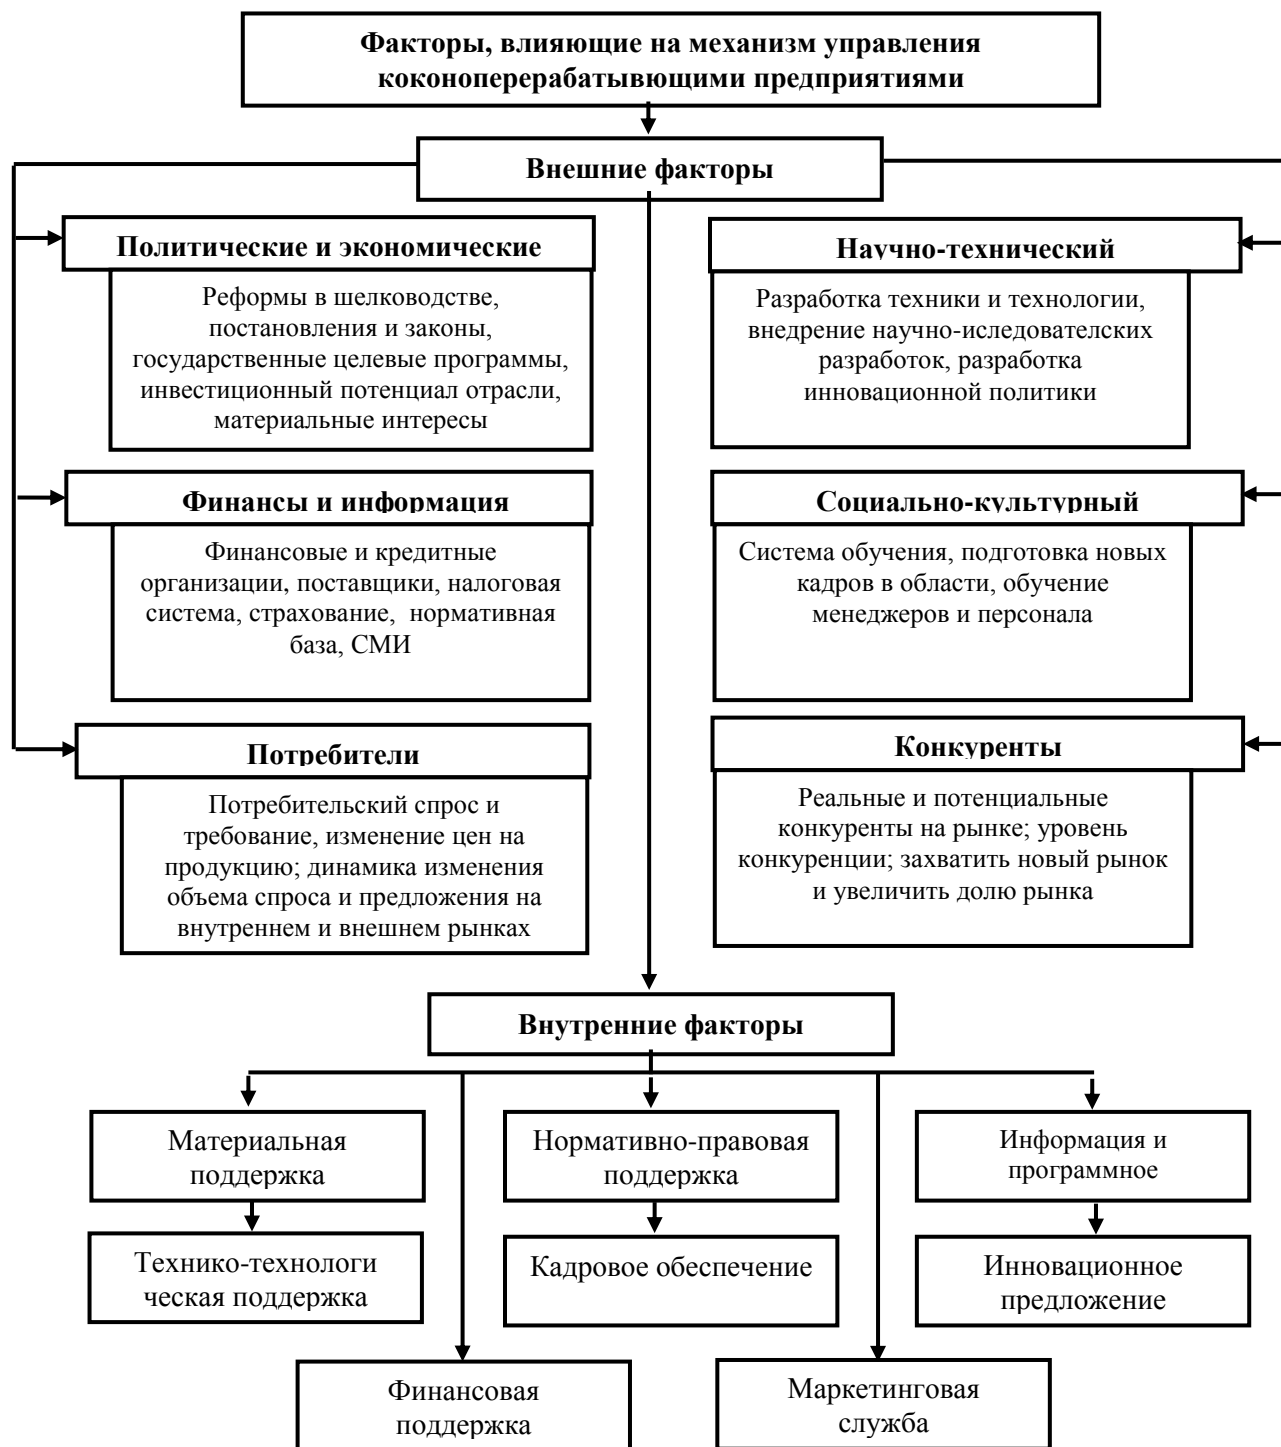 Факторы, влияющие на механизм управления
коконоперерабатывющими предприятиями
Внешние факторы
Политические и экономические
Реформы в шелководстве,
постановления и законы,
государственные целевые программы,
инвестиционный потенциал отрасли,
материальные интересы
Научно-технический
Разработка техники и технологии,
внедрение научно-иследователских
разработок, разработка
инновационной политики
Финансы и информация
Финансовые и кредитные
организации, поставщики, налоговая
система, страхование, нормативная
база, СМИ
Социально-культурный
Система обучения, подготовка новых
кадров в области, обучение
менеджеров и персонала
Потребители
Потребительский спрос и
требование, изменение цен на
продукцию; динамика изменения
объема спроса и предложения на
внутреннем и внешнем рынках
Конкуренты
Реальные и потенциальные
конкуренты на рынке; уровень
конкуренции; захватить новый рынок
и увеличить долю рынка
Внутренние факторы
Материальная
поддержка
Нормативно-правовая
поддержка
Информация и
программное
Технико-технологи
ческая поддержка
Кадровое обеспечение
Инновационное
предложение
Финансовая
поддержка
Маркетинговая
служба